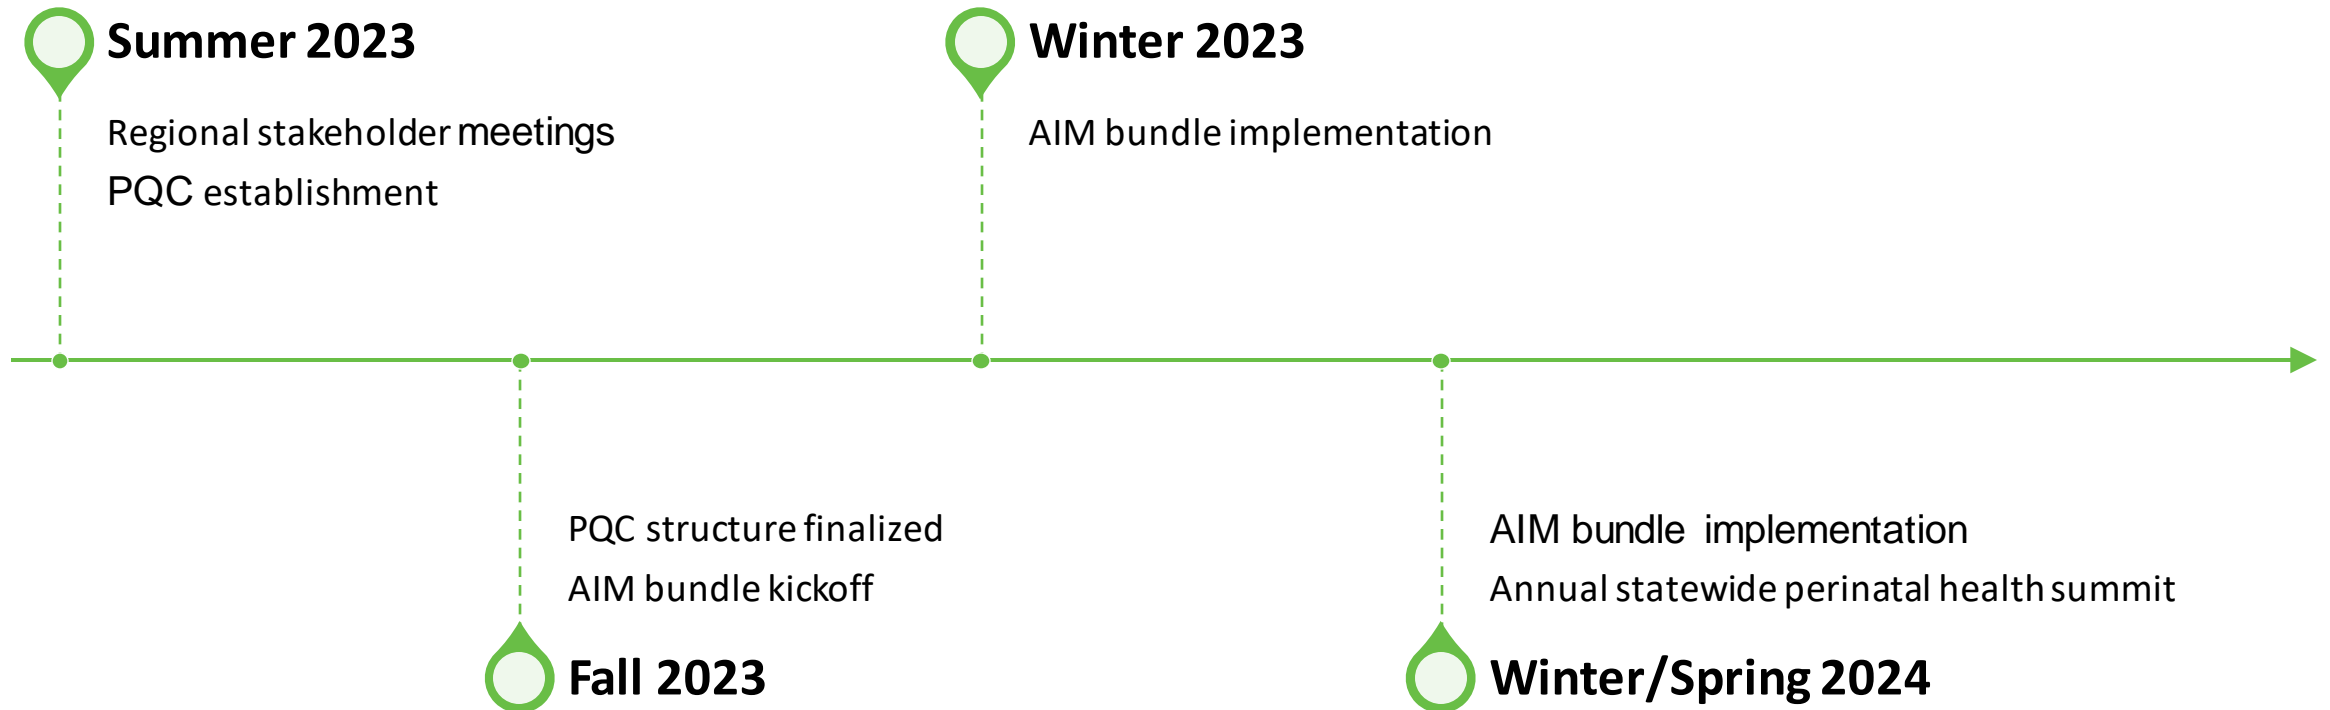 Summer 2023
Regional stakeholder meetings
PQC establishment
PQC structure finalized
AIM bundle kickoff
Fall 2023
Winter 2023
AIM bundle implementation
AIM bundle implementation
Annual statewide perinatal health summit
Winter/Spring 2024